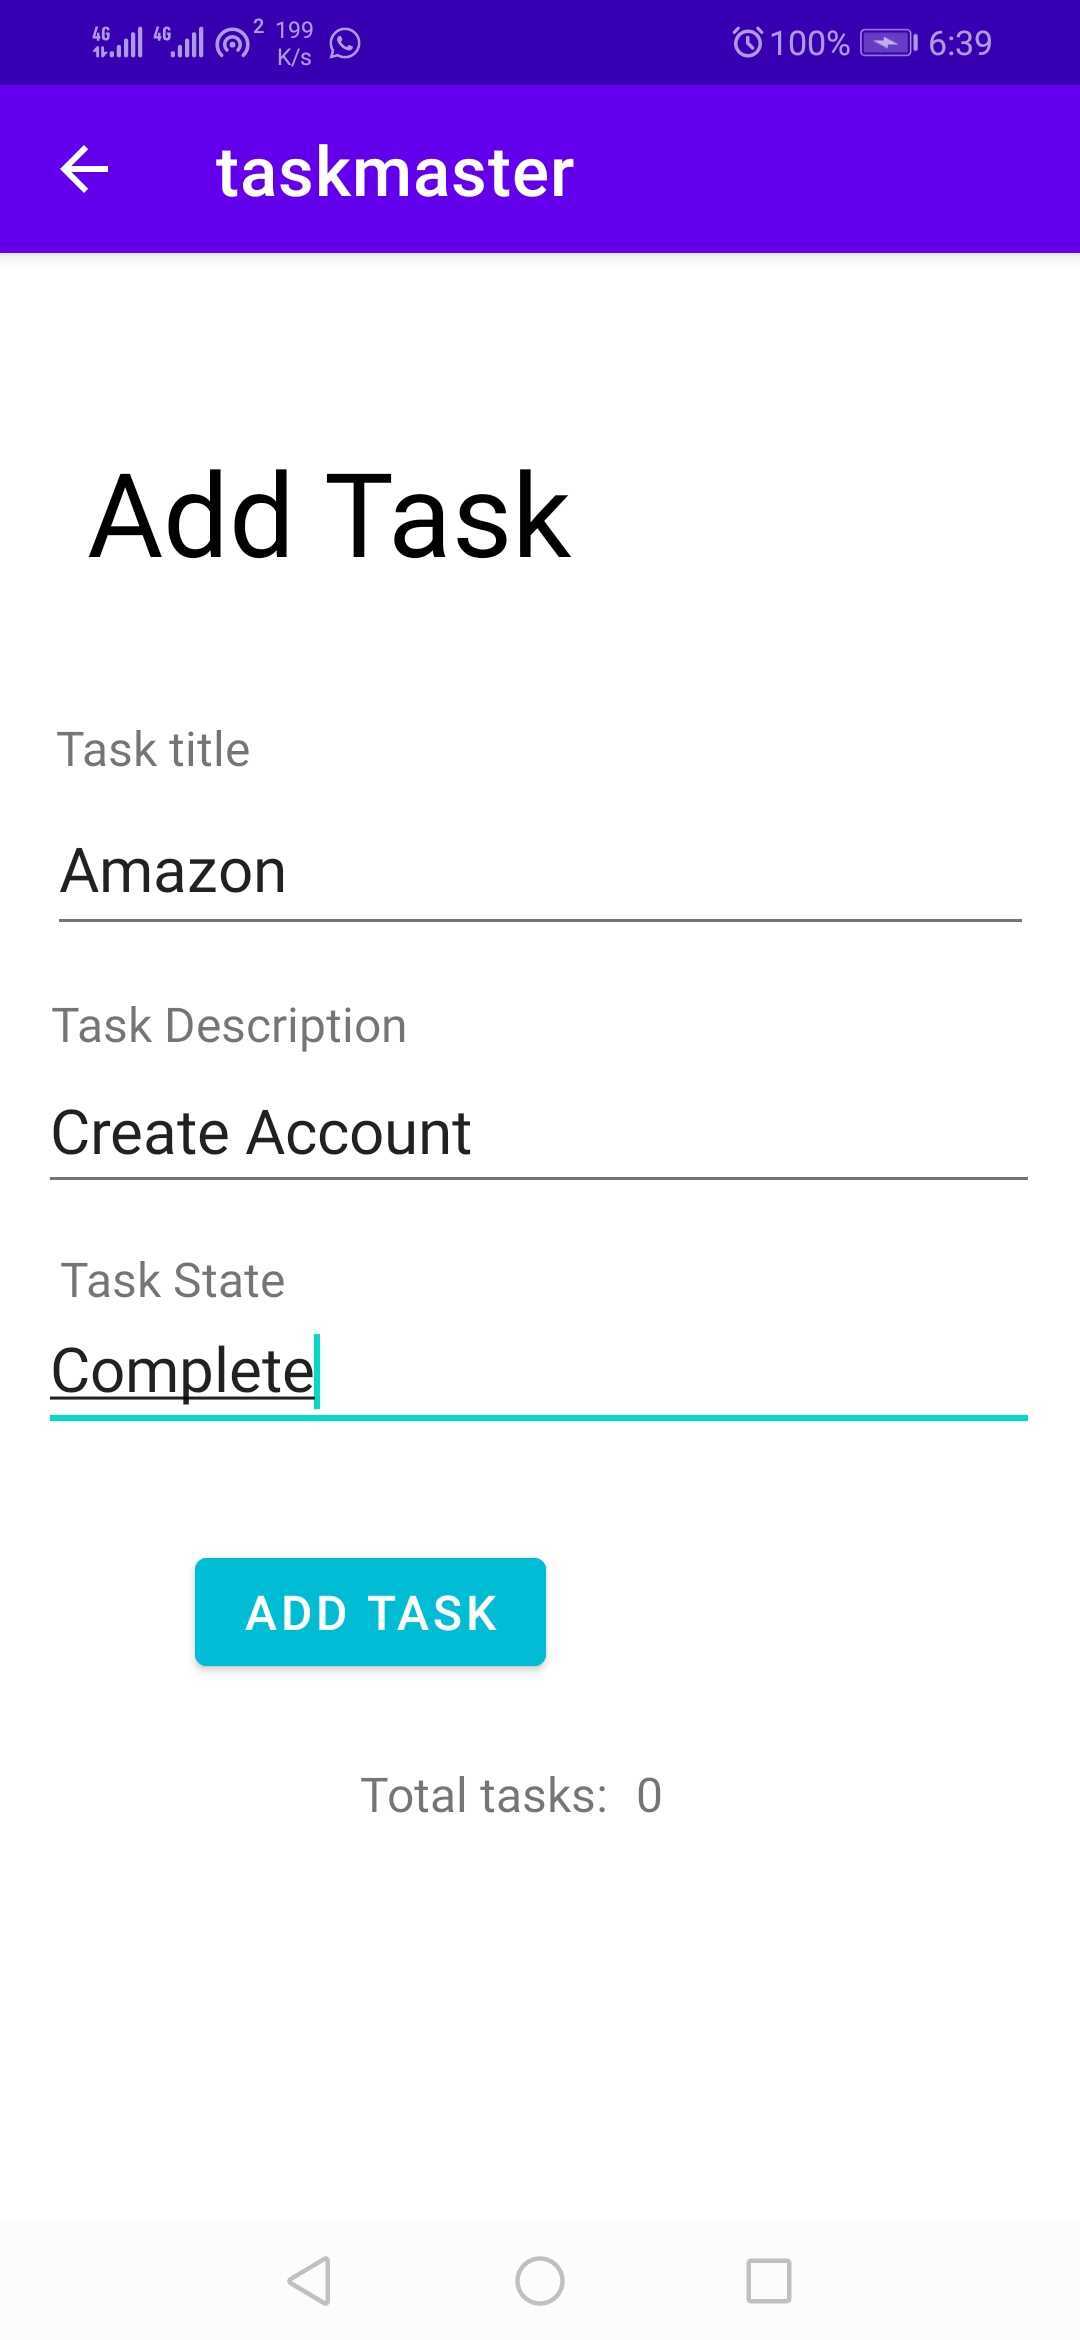 4G 4G 2 199 K/s 100% 6:39
taskmaster
Add Task
Task title
Amazon
Task Description
Create Account
Task State
Complete
ADD TASK
Total tasks: 0